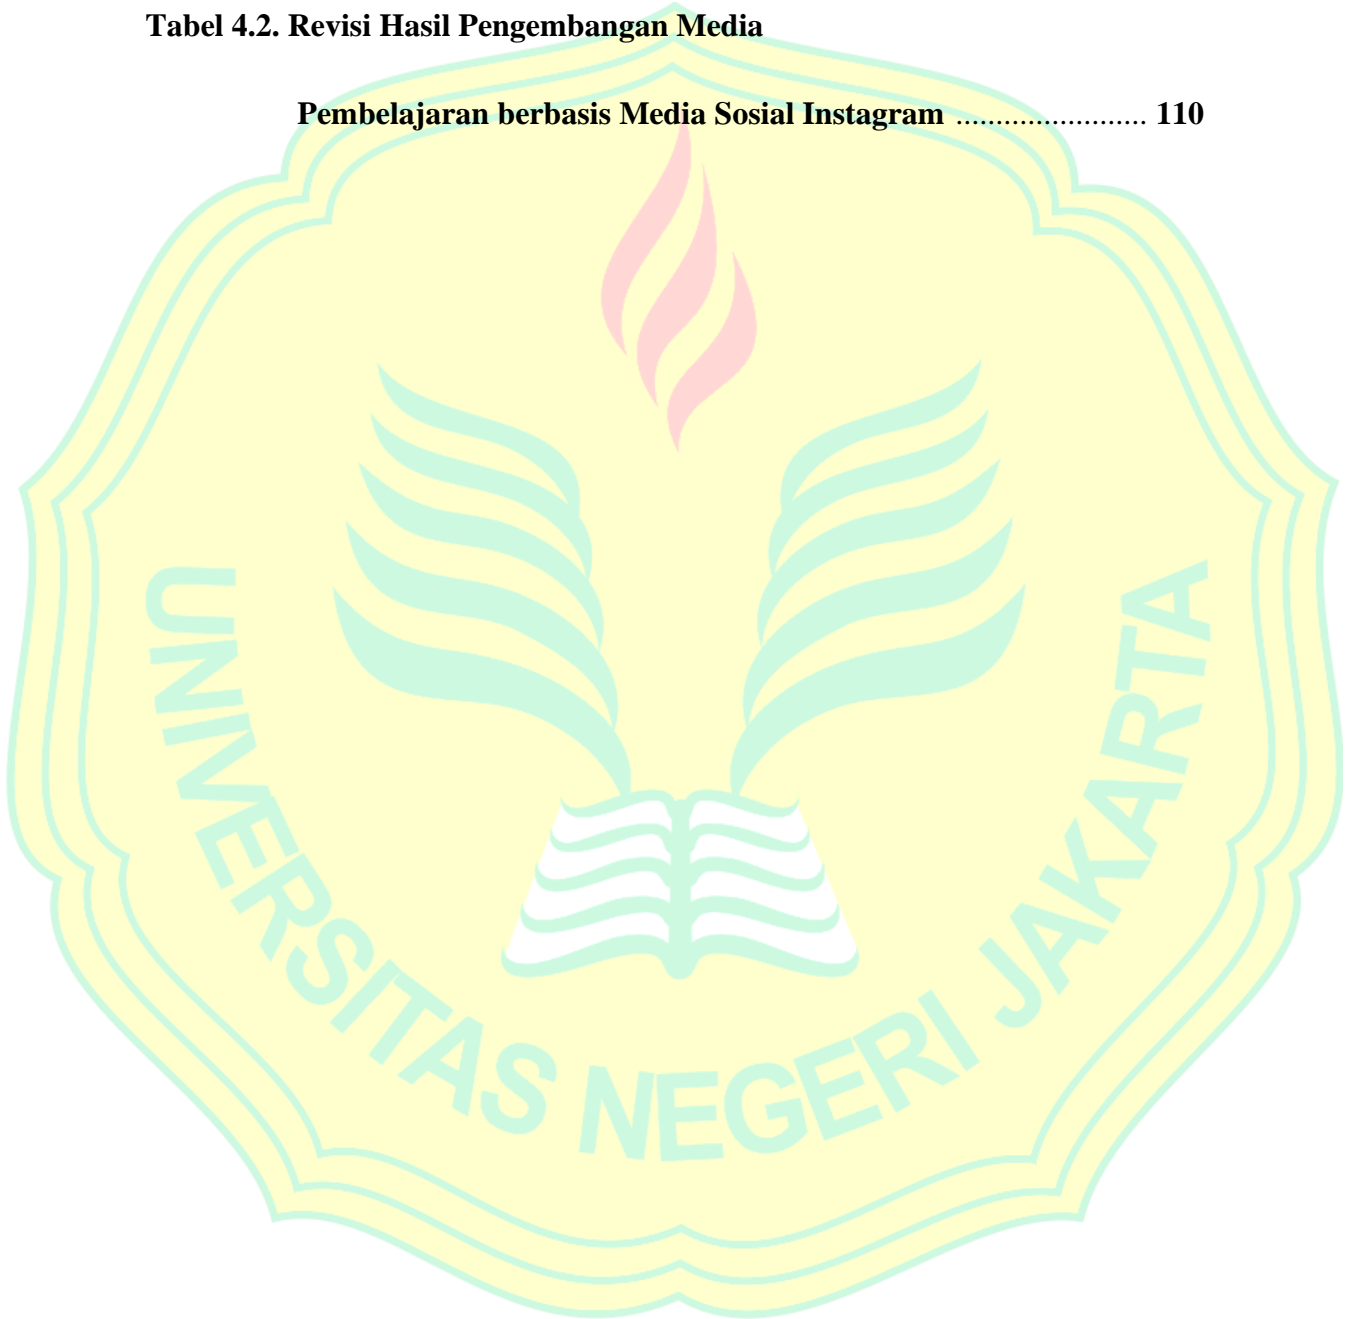 Tabel 4.2. Revisi Hasil Pengembangan Media
Pembelajaran berbasis Media Sosial Instagram ....................... 110
UNIVERSITAS NEGERI JAKARTA